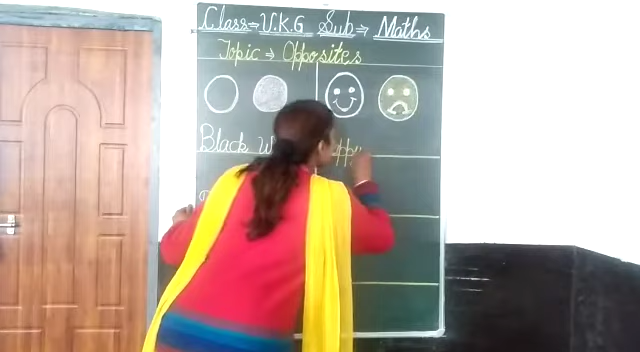 Class→ U.K.G Sub→ Maths
Topic → Opposites
Black